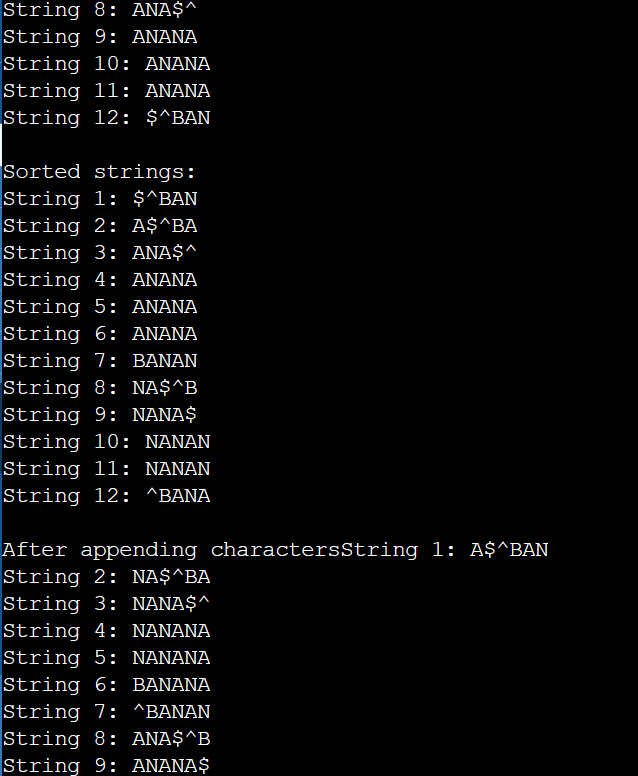 String 8: ANA$^
String 9: ANANA
String 10: ANANA
String 11: ANANA
String 12: $^BAN
Sorted strings:
String 1: $^BAN
String 2: A$^BA
String 3: ANA$^
String 4: ANANA
String 5: ANANA
String 6: ANANA
String 7: BANAN
String 8: NA$^B
String 9: NANA$
String 10: NANAN
String 11: NANAN
String 12: ^BANA
After appending charactersString 1: A$^BAN
String 2: NA$^BA
String 3: NANA$^
String 4: NANANA
String 5: NANANA
String 6: BANANA
String 7: ^BANAN
String 8: ANA$^B
String 9: ANANA$